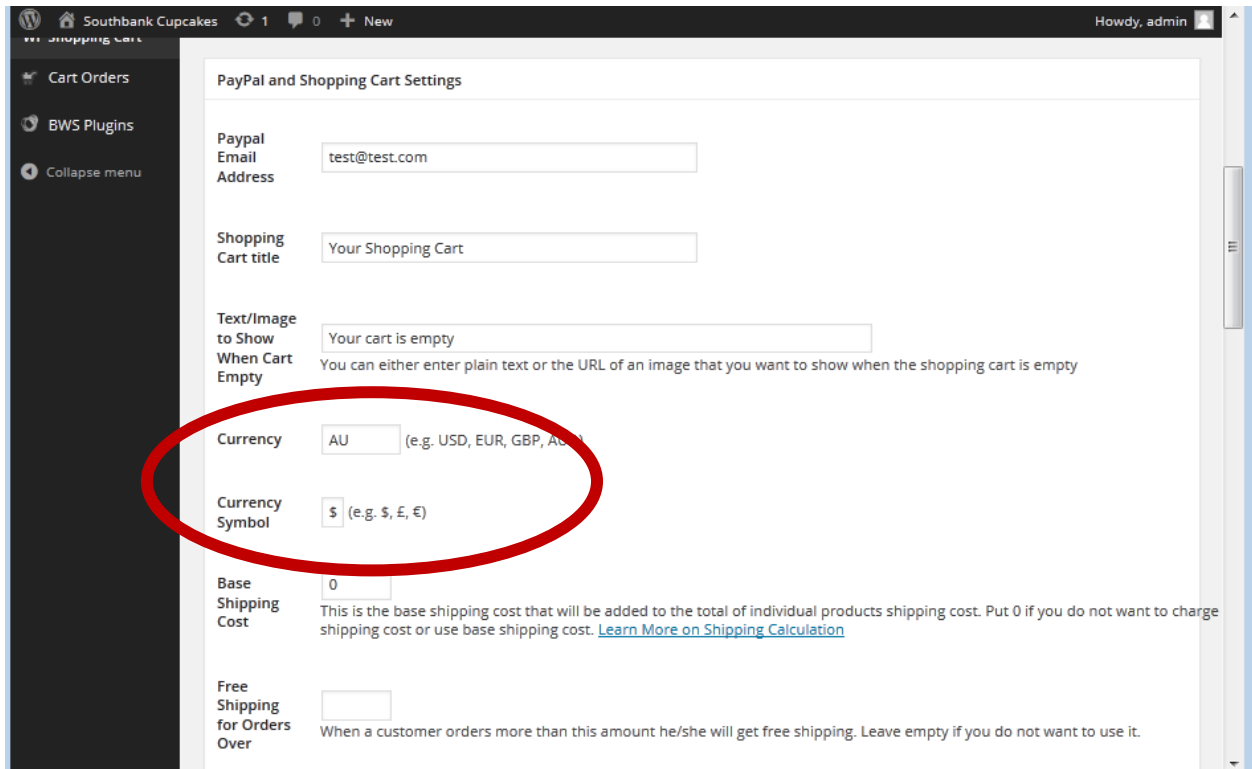 Southbank Cupcakes 1 0 + New Howdy, admin
WP Shopping Cart
Cart Orders
BWS Plugins
Collapse menu
PayPal and Shopping Cart Settings
Paypal
Email
Address
test@test.com
Shopping
Cart title
Your Shopping Cart
Text/Image
to Show
When Cart
Empty
Your cart is empty
You can either enter plain text or the URL of an image that you want to show when the shopping cart is empty
Currency
AU (e.g. USD, EUR, GBP,
Currency
Symbol
$ (e.g. $, £, €)
Base
Shipping
Cost
0
This is the base shipping cost that will be added to the total of individual products shipping cost. Put 0 if you do not want to charge
shipping cost or use base shipping cost. Learn More on Shipping Calculation
Free
Shipping
for Orders
Over
When a customer orders more than this amount he/she will get free shipping. Leave empty if you do not want to use it.